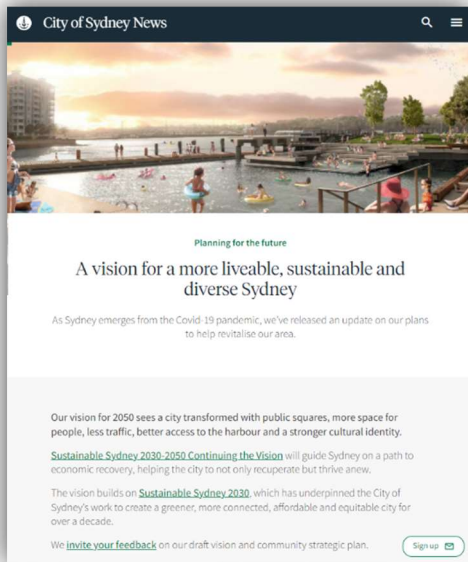 City of Sydney News
Planning for the future
A vision for a more liveable, sustainable and
diverse Sydney
As Sydney emerges from the Covid-19 pandemic, we've released an update on our plans
to help revitalise our area.
Our vision for 2050 sees a city transformed with public squares, more space for
people, less traffic, better access to the harbour and a stronger cultural identity.
Sustainable Sydney 2030-2050 Continuing the Vision will guide Sydney on a path to
economic recovery, helping the city to not only recuperate but thrive anew.
The vision builds on Sustainable Sydney 2030, which has underpinned the City of
Sydney's work to create a greener, more connected, affordable and equitable city for
over a decade.
We invite your feedback on our draft vision and community strategic plan.
Sign up